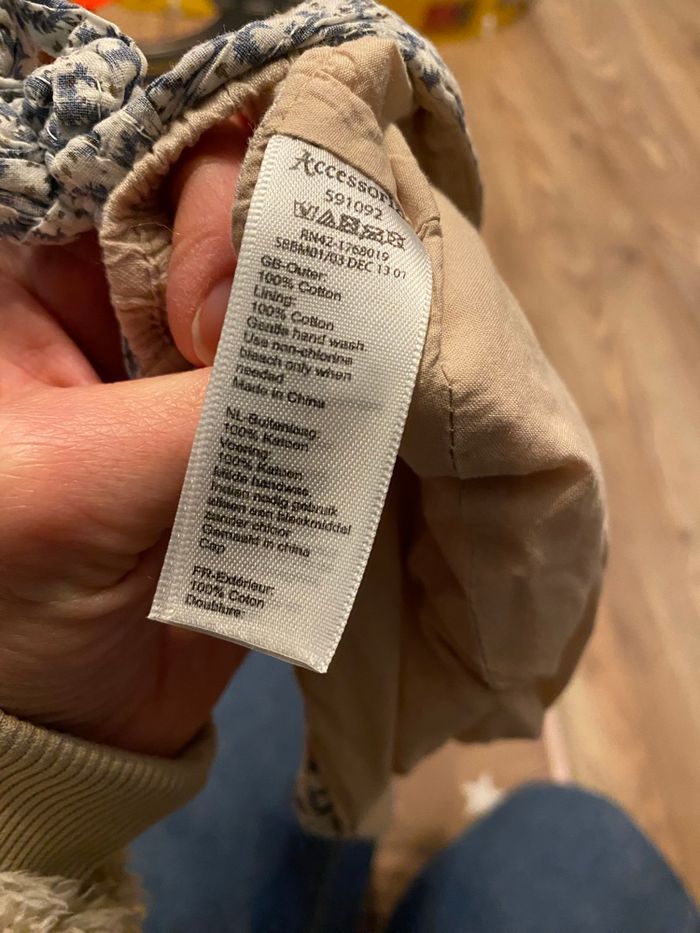 Accessorize
591092
RN42-1768019
SBBM01/03 DEC 13 01
GB-Outer:
100% Cotton
Lining:
100% Cotton
Gentle hand wash.
Use non-chlorine
bleach only when
needed
Made in China
NL-Buitenlaag:
100% Katoen
Voering:
100% Katoen
Milde handwas.
Indien nodig gebruik
alleen een bleekmiddel
zonder chloor
Gemaakt in china
Cap
FR-Extérieur:
100% Coton
Doublure: